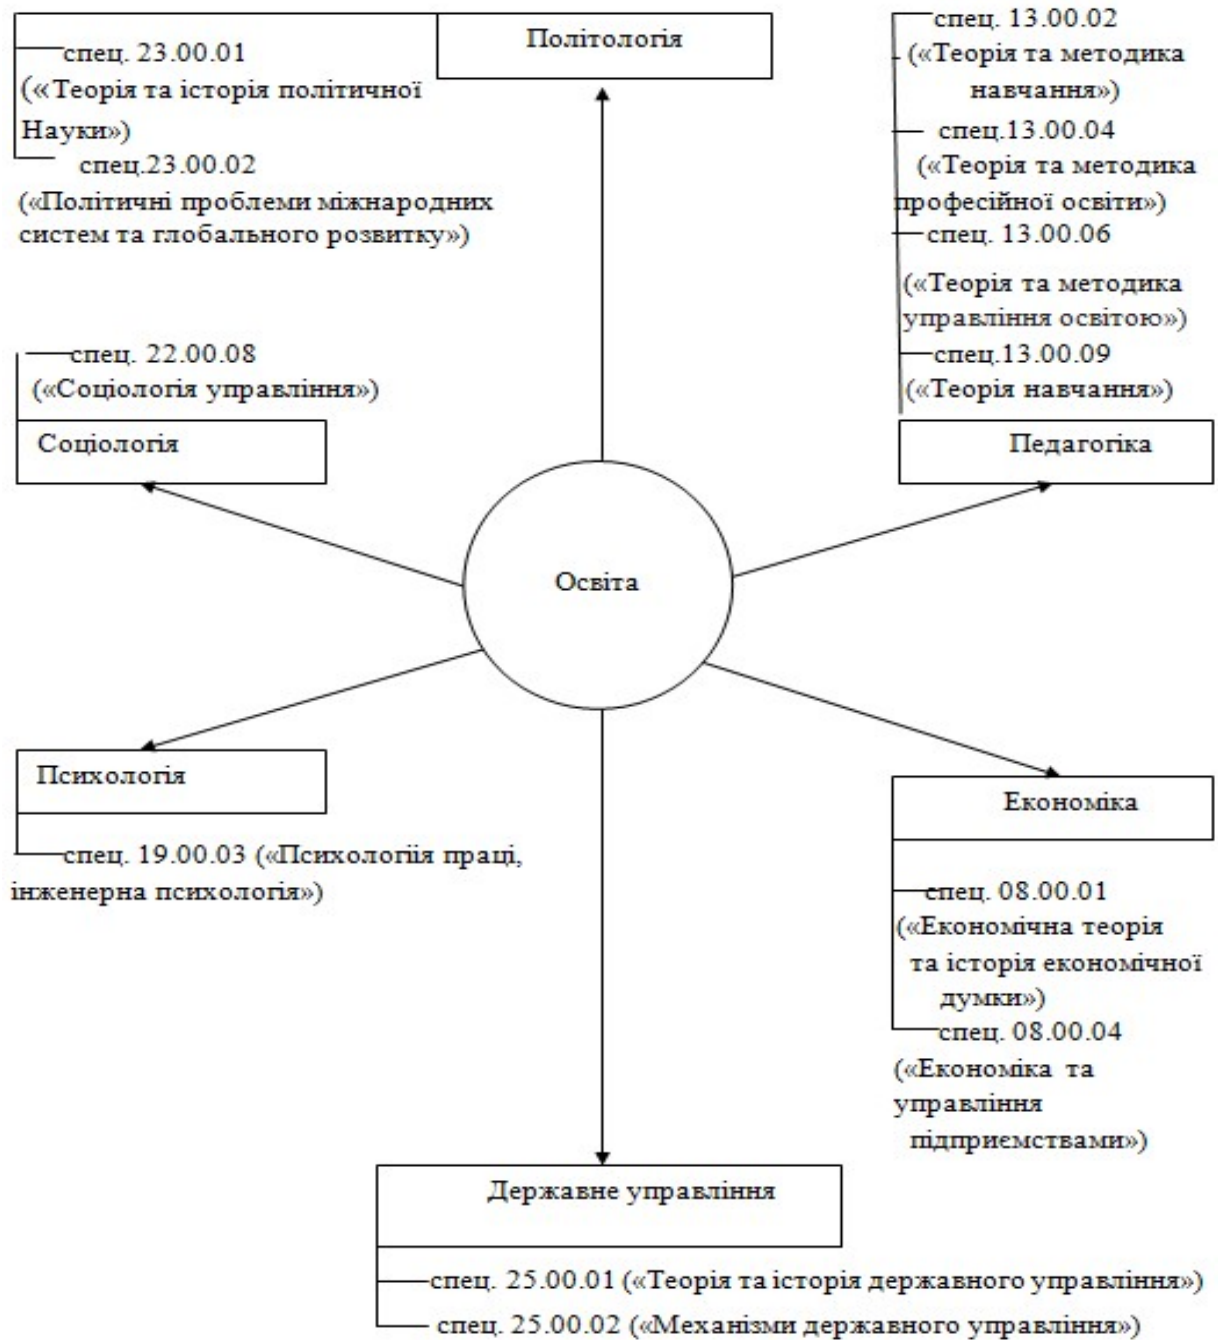 Політологія
спец. 23.00.01
(«Теорія та історія політичної
Науки»)
спец.23.00.02
(«Політичні проблеми міжнародних
систем та глобального розвитку»)
спец. 13.00.02
(«Теорія та методика
навчання»)
спец.13.00.04
(«Теорія та методика
професійної освіти»)
спец. 13.00.06
(«Теорія та методика
управління освітою»)
спец.13.00.09
(«Теорія навчання»)
Педагогіка
спец. 22.00.08
(«Соціологія управління»)
Соціологія
Освіта
Психологія
спец. 19.00.03 («Психологіія праці,
інженерна психологія»)
Економіка
спец. 08.00.01
(«Економічна теорія
та історія економічної
думки»)
спец. 08.00.04
(«Економіка та
управління
підприємствами»)
Державне управління
спец. 25.00.01 («Теорія та історія державного управління»)
спец. 25.00.02 («Механізми державного управління»)